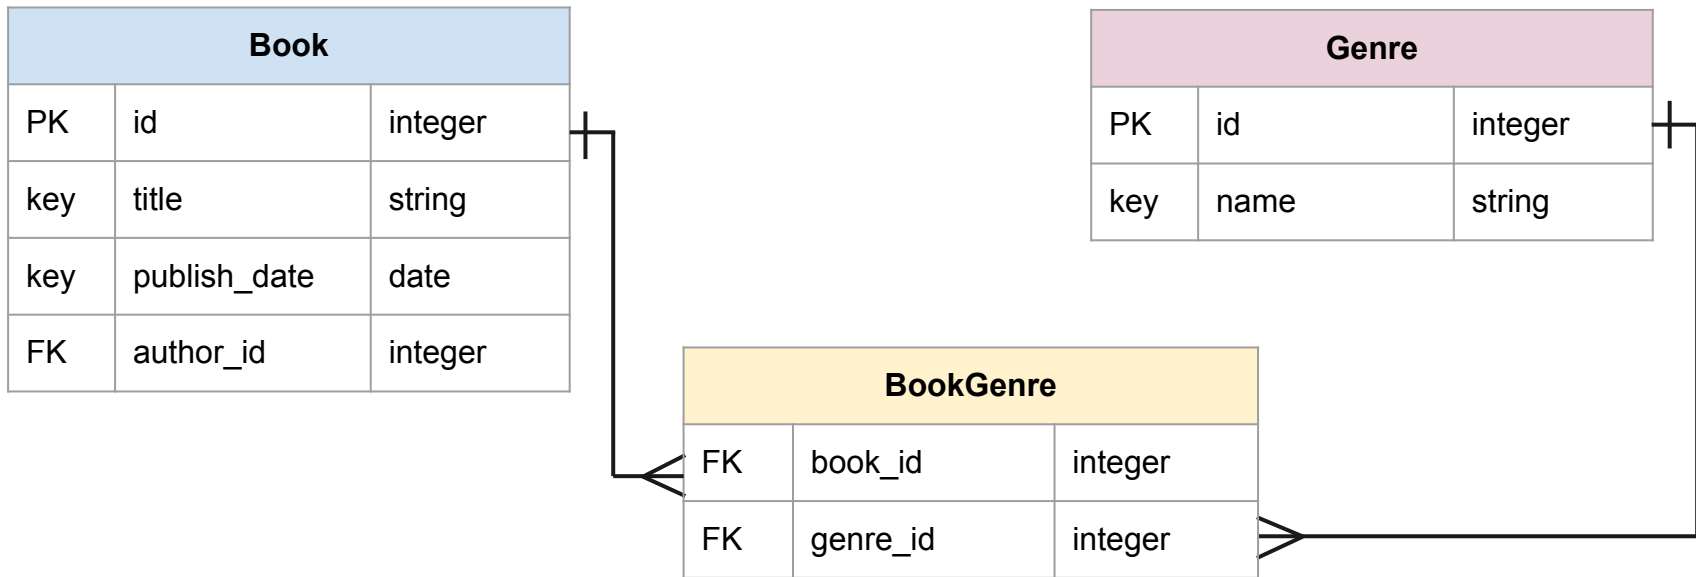 Book
PK id integer
key title string
key publish_date date
FK author_id integer
Genre
PK id integer
key name string
BookGenre
FK book_id integer
FK genre_id integer